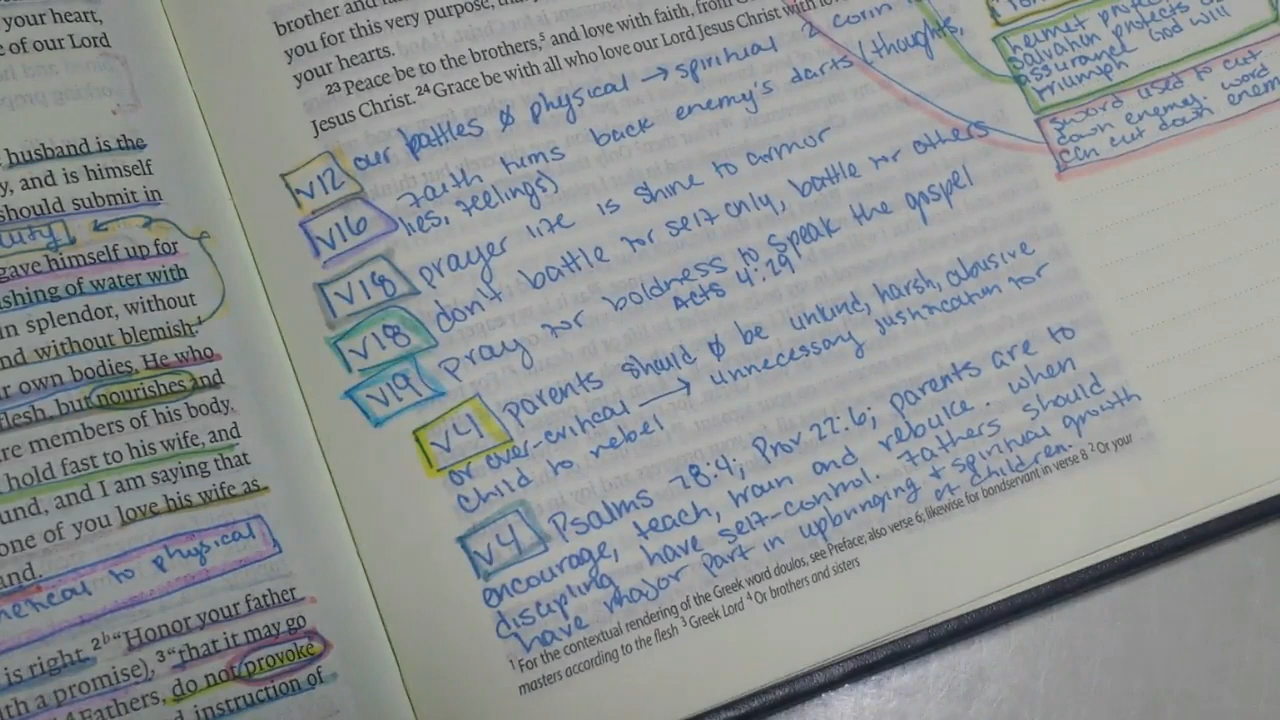 your heart,
e of our Lord
husband is the
y, and is himself
should submit in
gave himself up for
shing of water with
in splendor, without
nd without blemish.
r own bodies. He who
flesh, but nourishes and
re members of his body.
hold fast to his wife, and
und, and I am saying that
one of you love his wife as
and.
to physical
is right. 2b "Honor your father
th a promise), 3 "that it may go
Fathers, do not provoke
d instruction of
brother and
you for this very purpose,
your hearts.
23 Peace be to the brothers,5 and love with faith, from
Jesus Christ. 24 Grace be with all who love our Lord Jesus Christ with
v12 our battles ∅ physical → spiritual 2 corin
v16 faith turns back enemy's darts (thoughts,
lies, feelings)
v18 prayer life is shine to armor
v18 don't battle for self only, battle for others
v19 pray for boldness to speak the gospel
Acts 4:29
v4 parents should ∅ be unkind, harsh, abusive
or over-critical → unnecessary justification for
child to rebel
v4 Psalms 78:4; Prov 22:6; parents are to
encourage, teach, train and rebuke. when
discipling have self-control. Fathers should
have major part in upbringing + spiritual growth
of children.
1 For the contextual rendering of the Greek word doulos, see Preface; also verse 6; likewise for bondservant in verse 8 2 Or your
masters according to the flesh 3 Greek Lord 4 Or brothers and sisters
helmet
salvation protects
assurance God will
triumph
sword used to cut
down enemy. word
can cut down enem